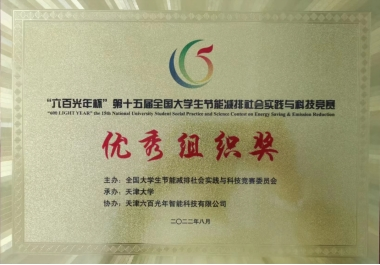 “六百光年杯”第十五届全国大学生节能减排社会实践与科技竞赛
"600 LIGHT YEAR" the 15th National University Student Social Practice and Science Contest on Energy Saving & Emission Reduction
优秀组织奖
主办：全国大学生节能减排社会实践与科技竞赛委员会
承办：天津大学
协办：天津六百光年智能科技有限公司
二〇二二年八月